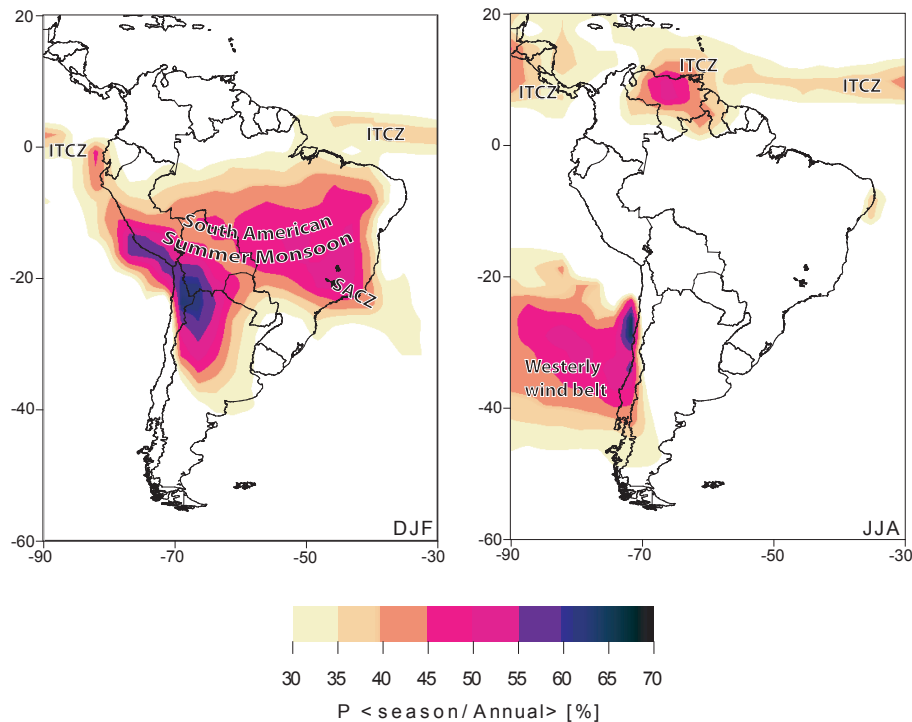 20
0
-20
-40
-60
-90
-70
-50
-30
ITCZ
ITCZ
South American
Summer Monsoon
SACZ
DJF
20
0
-20
-40
-60
-90
-70
-50
-30
ITCZ
ITCZ
ITCZ
Westerly
wind belt
JJA
30 35 40 45 50 55 60 65 70
P <season/Annual> [%]